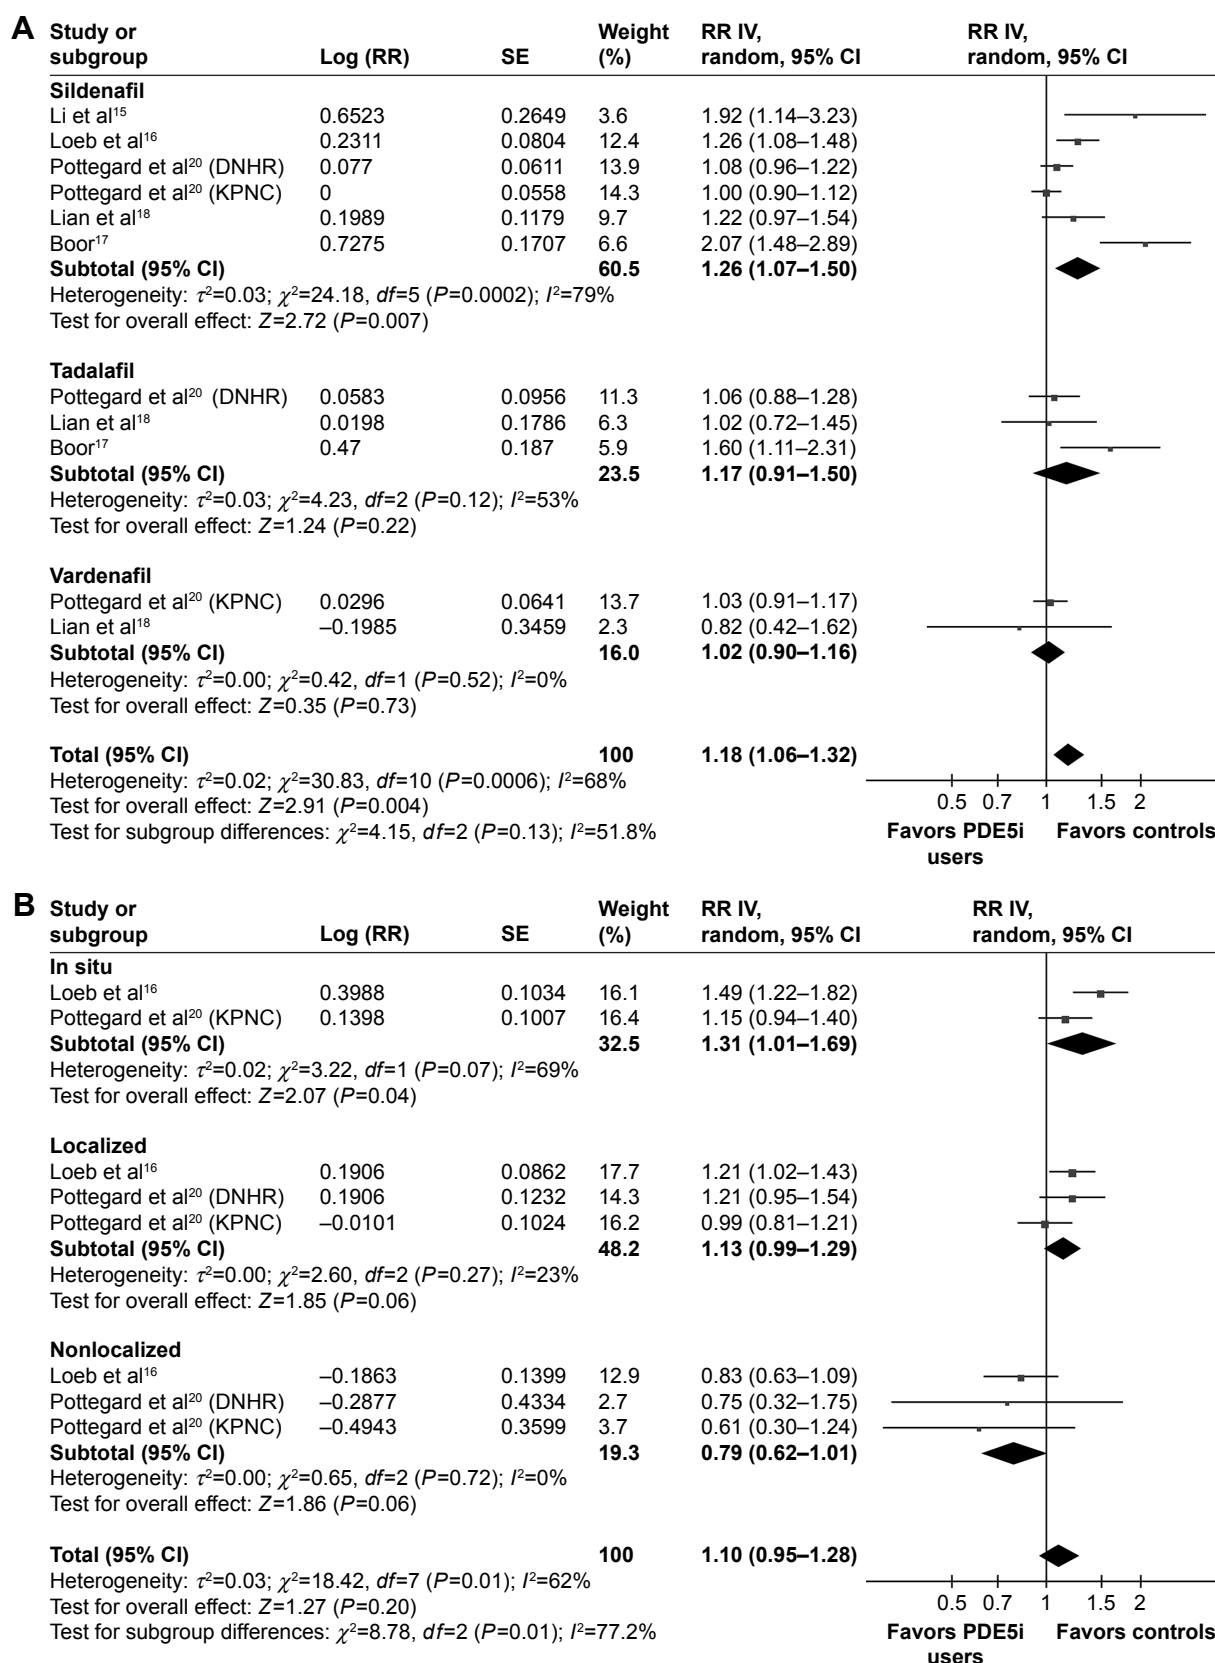 A
Study or subgroup Log (RR) SE Weight (%) RR IV, random, 95% CI RR IV, random, 95% CI
Sildenafil
Li et al15 0.6523 0.2649 3.6 1.92 (1.14–3.23)
Loeb et al16 0.2311 0.0804 12.4 1.26 (1.08–1.48)
Pottegard et al20 (DNHR) 0.077 0.0611 13.9 1.08 (0.96–1.22)
Pottegard et al20 (KPNC) 0 0.0558 14.3 1.00 (0.90–1.12)
Lian et al18 0.1989 0.1179 9.7 1.22 (0.97–1.54)
Boor17 0.7275 0.1707 6.6 2.07 (1.48–2.89)
Subtotal (95% CI) 60.5 1.26 (1.07–1.50)
Heterogeneity: τ2=0.03; χ2=24.18, df=5 (P=0.0002); I2=79%
Test for overall effect: Z=2.72 (P=0.007)
Tadalafil
Pottegard et al20 (DNHR) 0.0583 0.0956 11.3 1.06 (0.88–1.28)
Lian et al18 0.0198 0.1786 6.3 1.02 (0.72–1.45)
Boor17 0.47 0.187 5.9 1.60 (1.11–2.31)
Subtotal (95% CI) 23.5 1.17 (0.91–1.50)
Heterogeneity: τ2=0.03; χ2=4.23, df=2 (P=0.12); I2=53%
Test for overall effect: Z=1.24 (P=0.22)
Vardenafil
Pottegard et al20 (KPNC) 0.0296 0.0641 13.7 1.03 (0.91–1.17)
Lian et al18 –0.1985 0.3459 2.3 0.82 (0.42–1.62)
Subtotal (95% CI) 16.0 1.02 (0.90–1.16)
Heterogeneity: τ2=0.00; χ2=0.42, df=1 (P=0.52); I2=0%
Test for overall effect: Z=0.35 (P=0.73)
Total (95% CI) 100 1.18 (1.06–1.32)
Heterogeneity: τ2=0.02; χ2=30.83, df=10 (P=0.0006); I2=68%
Test for overall effect: Z=2.91 (P=0.004)
Test for subgroup differences: χ2=4.15, df=2 (P=0.13); I2=51.8%
0.5 0.7 1 1.5 2
Favors PDE5i users Favors controls
B
Study or subgroup Log (RR) SE Weight (%) RR IV, random, 95% CI RR IV, random, 95% CI
In situ
Loeb et al16 0.3988 0.1034 16.1 1.49 (1.22–1.82)
Pottegard et al20 (KPNC) 0.1398 0.1007 16.4 1.15 (0.94–1.40)
Subtotal (95% CI) 32.5 1.31 (1.01–1.69)
Heterogeneity: τ2=0.02; χ2=3.22, df=1 (P=0.07); I2=69%
Test for overall effect: Z=2.07 (P=0.04)
Localized
Loeb et al16 0.1906 0.0862 17.7 1.21 (1.02–1.43)
Pottegard et al20 (DNHR) 0.1906 0.1232 14.3 1.21 (0.95–1.54)
Pottegard et al20 (KPNC) –0.0101 0.1024 16.2 0.99 (0.81–1.21)
Subtotal (95% CI) 48.2 1.13 (0.99–1.29)
Heterogeneity: τ2=0.00; χ2=2.60, df=2 (P=0.27); I2=23%
Test for overall effect: Z=1.85 (P=0.06)
Nonlocalized
Loeb et al16 –0.1863 0.1399 12.9 0.83 (0.63–1.09)
Pottegard et al20 (DNHR) –0.2877 0.4334 2.7 0.75 (0.32–1.75)
Pottegard et al20 (KPNC) –0.4943 0.3599 3.7 0.61 (0.30–1.24)
Subtotal (95% CI) 19.3 0.79 (0.62–1.01)
Heterogeneity: τ2=0.00; χ2=0.65, df=2 (P=0.72); I2=0%
Test for overall effect: Z=1.86 (P=0.06)
Total (95% CI) 100 1.10 (0.95–1.28)
Heterogeneity: τ2=0.03; χ2=18.42, df=7 (P=0.01); I2=62%
Test for overall effect: Z=1.27 (P=0.20)
Test for subgroup differences: χ2=8.78, df=2 (P=0.01); I2=77.2%
0.5 0.7 1 1.5 2
Favors PDE5i users Favors controls